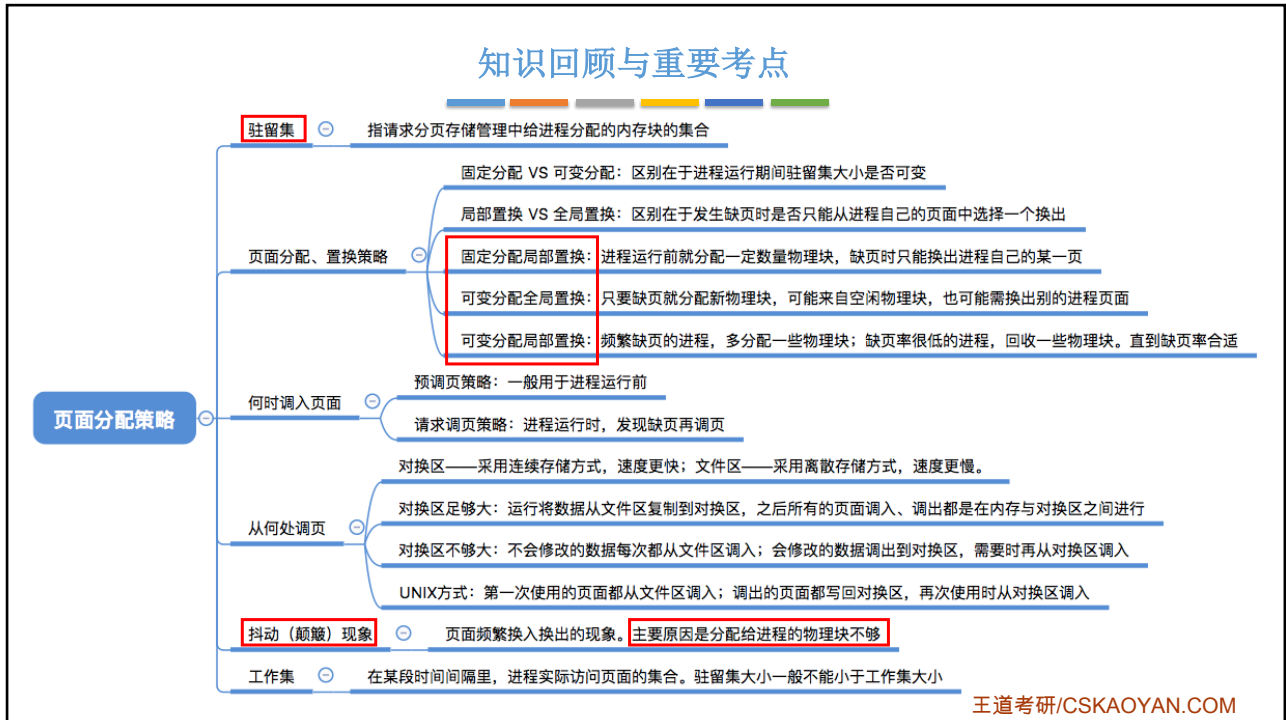 知识回顾与重要考点
驻留集
指请求分页存储管理中给进程分配的内存块的集合
固定分配 VS 可变分配：区别在于进程运行期间驻留集大小是否可变
局部置换 VS 全局置换：区别在于发生缺页时是否只能从进程自己的页面中选择一个换出
页面分配、置换策略
固定分配局部置换：进程运行前就分配一定数量物理块，缺页时只能换出进程自己的某一页
可变分配全局置换：只要缺页就分配新物理块，可能来自空闲物理块，也可能需换出别的进程页面
可变分配局部置换：频繁缺页的进程，多分配一些物理块；缺页率很低的进程，回收一些物理块。直到缺页率合适
页面分配策略
何时调入页面
预调页策略：一般用于进程运行前
请求调页策略：进程运行时，发现缺页再调页
从何处调页
对换区——采用连续存储方式，速度更快；文件区——采用离散存储方式，速度更慢。
对换区足够大：运行将数据从文件区复制到对换区，之后所有的页面调入、调出都是在内存与对换区之间进行
对换区不够大：不会修改的数据每次都从文件区调入；会修改的数据调出到对换区，需要时再从对换区调入
UNIX方式：第一次使用的页面都从文件区调入；调出的页面都写回对换区，再次使用时从对换区调入
抖动（颠簸）现象
页面频繁换入换出的现象。主要原因是分配给进程的物理块不够
工作集
在某段时间间隔里，进程实际访问页面的集合。驻留集大小一般不能小于工作集大小
王道考研/CSKAOYAN.COM